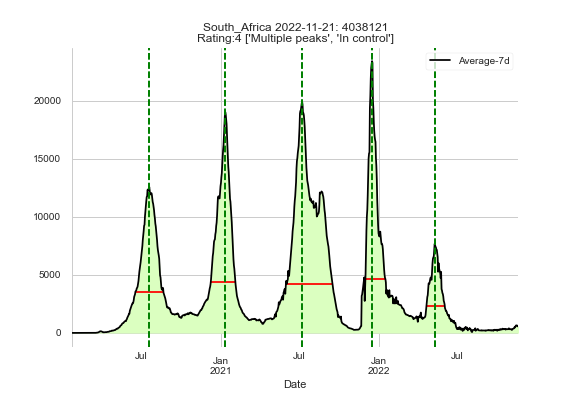 South_Africa 2022-11-21: 4038121
Rating:4 ['Multiple peaks', 'In control']
Average-7d
20000
15000
10000
5000
0
Jul
Jan
2021
Jul
Jan
2022
Jul
Date